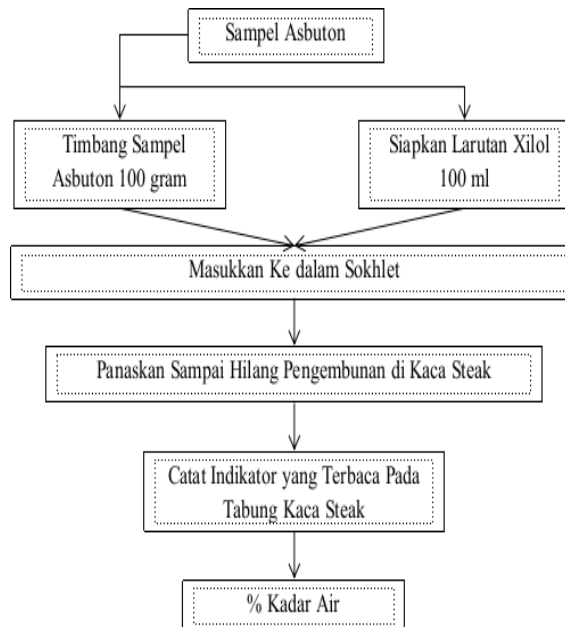 Sampel Asbuton
Timbang Sampel
Asbuton 100 gram
Siapkan Larutan Xilol
100 ml
Masukkan Ke dalam Sokhlet
Panaskan Sampai Hilang Pengembunan di Kaca Steak
Catat Indikator yang Terbaca Pada
Tabung Kaca Steak
% Kadar Air